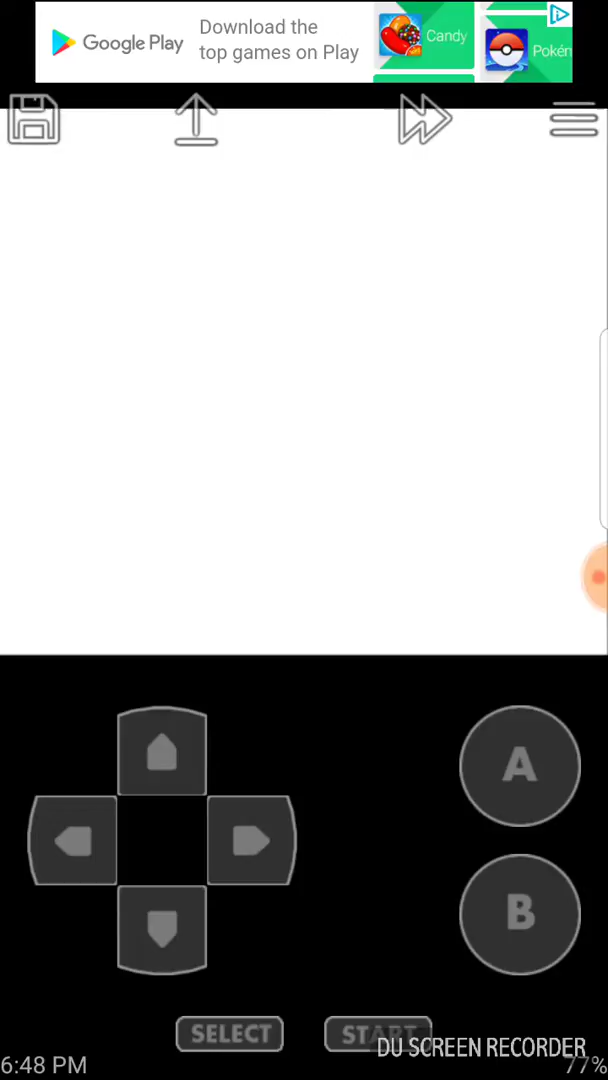 Google Play
Download the
top games on Play
Candy
Pokén
A
B
SELECT
START
DU SCREEN RECORDER
6:48 PM
77%